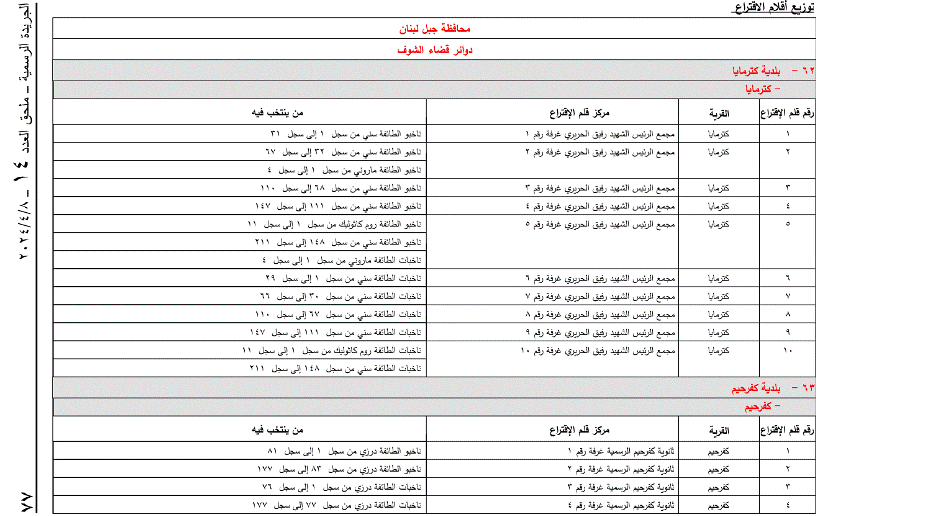 توزيع أقلام الاقتراع
الجريدة الرسمية – ملحق العدد ١٤ – ٢٠٢٤/٤/٨
محافظة جبل لبنان
دوائر قضاء الشوف
٦٢ – بلدية كترمايا
- كترمايا
رقم قلم الإقتراع القرية مركز قلم الإقتراع من ينتخب فيه
١ كترمايا مجمع الرئيس الشهيد رفيق الحريري غرفة رقم ١ ناخبو الطائفة سني من سجل ١ إلى سجل ٣١
٢ كترمايا مجمع الرئيس الشهيد رفيق الحريري غرفة رقم ٢ ناخبو الطائفة سني من سجل ٣٢ إلى سجل ٦٧
ناخبو الطائفة ماروني من سجل ١ إلى سجل ٤
٣ كترمايا مجمع الرئيس الشهيد رفيق الحريري غرفة رقم ٣ ناخبو الطائفة سني من سجل ٦٨ إلى سجل ١١٠
٤ كترمايا مجمع الرئيس الشهيد رفيق الحريري غرفة رقم ٤ ناخبو الطائفة سني من سجل ١١١ إلى سجل ١٤٧
٥ كترمايا مجمع الرئيس الشهيد رفيق الحريري غرفة رقم ٥ ناخبو الطائفة روم كاثوليك من سجل ١ إلى سجل ١١
ناخبو الطائفة سني من سجل ١٤٨ إلى سجل ٢١١
ناخبات الطائفة ماروني من سجل ١ إلى سجل ٤
٦ كترمايا مجمع الرئيس الشهيد رفيق الحريري غرفة رقم ٦ ناخبات الطائفة سني من سجل ١ إلى سجل ٢٩
٧ كترمايا مجمع الرئيس الشهيد رفيق الحريري غرفة رقم ٧ ناخبات الطائفة سني من سجل ٣٠ إلى سجل ٦٦
٨ كترمايا مجمع الرئيس الشهيد رفيق الحريري غرفة رقم ٨ ناخبات الطائفة سني من سجل ٦٧ إلى سجل ١١٠
٩ كترمايا مجمع الرئيس الشهيد رفيق الحريري غرفة رقم ٩ ناخبات الطائفة سني من سجل ١١١ إلى سجل ١٤٧
١٠ كترمايا مجمع الرئيس الشهيد رفيق الحريري غرفة رقم ١٠ ناخبات الطائفة روم كاثوليك من سجل ١ إلى سجل ١١
ناخبات الطائفة سني من سجل ١٤٨ إلى سجل ٢١١
٦٣ – بلدية كفرحيم
- كفرحيم
رقم قلم الإقتراع القرية مركز قلم الإقتراع من ينتخب فيه
١ كفرحيم ثانوية كفرحيم الرسمية غرفة رقم ١ ناخبو الطائفة درزي من سجل ١ إلى سجل ٨١
٢ كفرحيم ثانوية كفرحيم الرسمية غرفة رقم ٢ ناخبو الطائفة درزي من سجل ٨٣ إلى سجل ١٧٧
٣ كفرحيم ثانوية كفرحيم الرسمية غرفة رقم ٣ ناخبات الطائفة درزي من سجل ١ إلى سجل ٧٦
٤ كفرحيم ثانوية كفرحيم الرسمية غرفة رقم ٤ ناخبات الطائفة درزي من سجل ٧٧ إلى سجل ١٧٧
٧٧